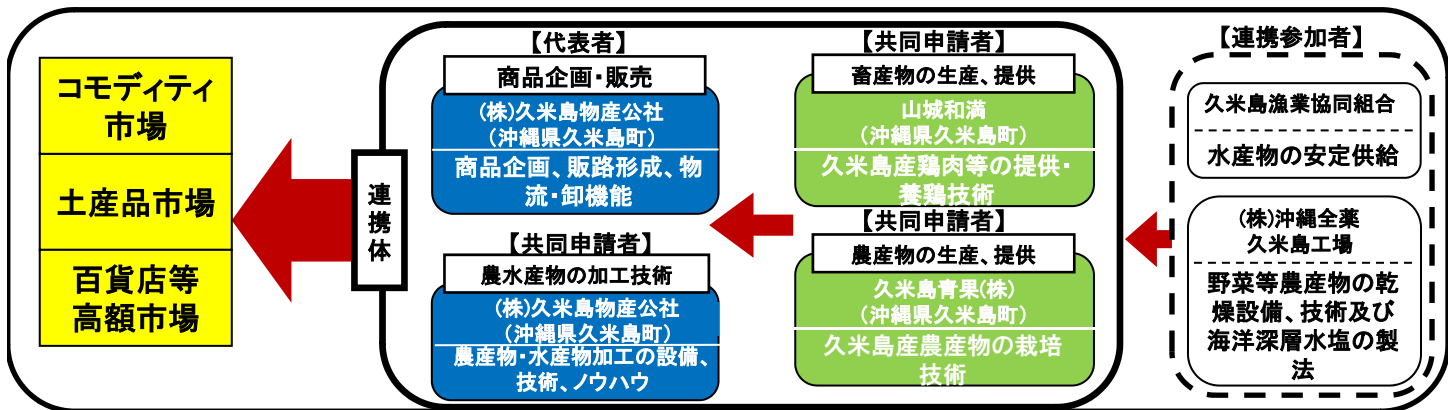 コモディティ
市場
土産品市場
百貨店等
高額市場
連
携
体
【代表者】
商品企画・販売
(株)久米島物産公社
(沖縄県久米島町)
商品企画、販路形成、物
流・卸機能
【共同申請者】
農水産物の加工技術
(株)久米島物産公社
(沖縄県久米島町)
農産物・水産物加工の設備、
技術、ノウハウ
【共同申請者】
畜産物の生産、提供
山城和満
(沖縄県久米島町)
久米島産鶏肉等の提供・
養鶏技術
【共同申請者】
農産物の生産、提供
久米島青果(株)
(沖縄県久米島町)
久米島産農産物の栽培
技術
【連携参加者】
久米島漁業協同組合
水産物の安定供給
(株)沖縄全薬
久米島工場
野菜等農産物の乾
燥設備、技術及び
海洋深層水塩の製
法